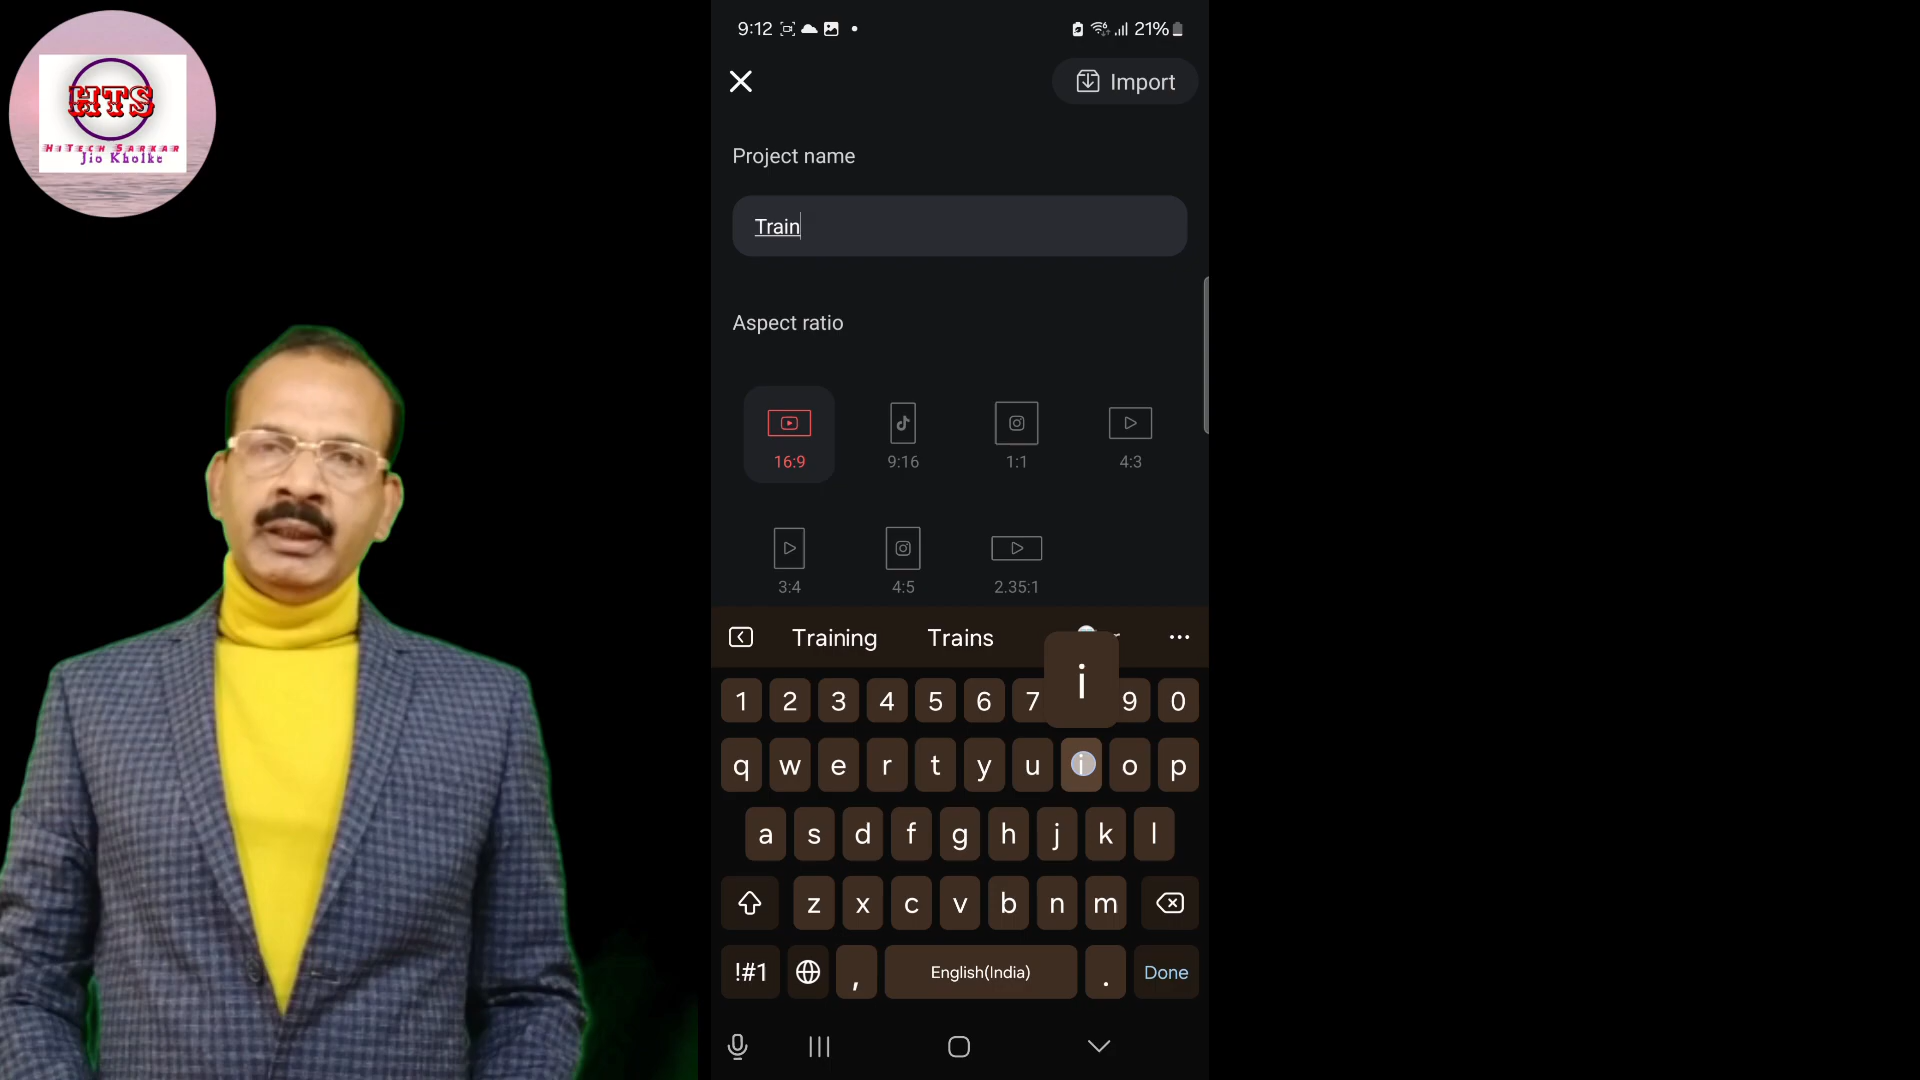 HTS
HiTech Sarkar
Jio Kholke
9:12
21%
Import
Project name
Train
Aspect ratio
16:9
9:16
1:1
4:3
3:4
4:5
2.35:1
Training
Trains
i
1 2 3 4 5 6 7 9 0
q w e r t y u i o p
a s d f g h j k l
z x c v b n m
!#1
,
English(India)
.
Done